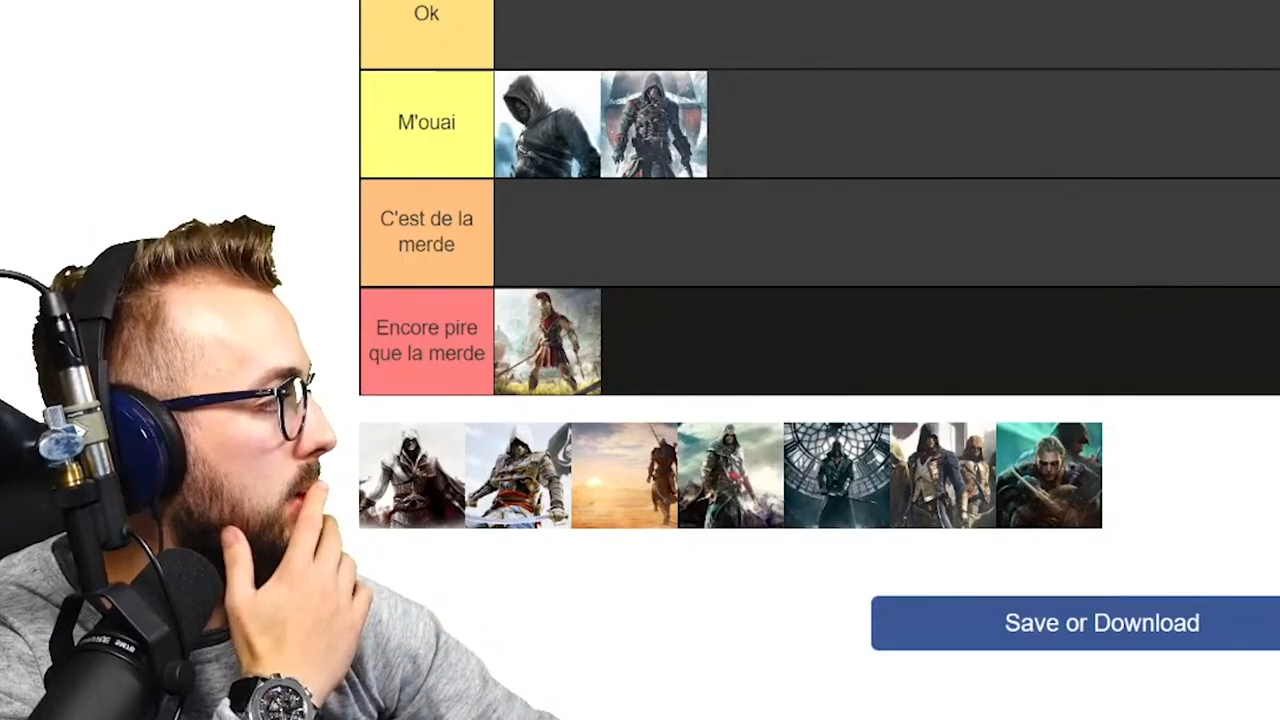 Ok
M'ouai
C'est de la
merde
Encore pire
que la merde
Save or Download